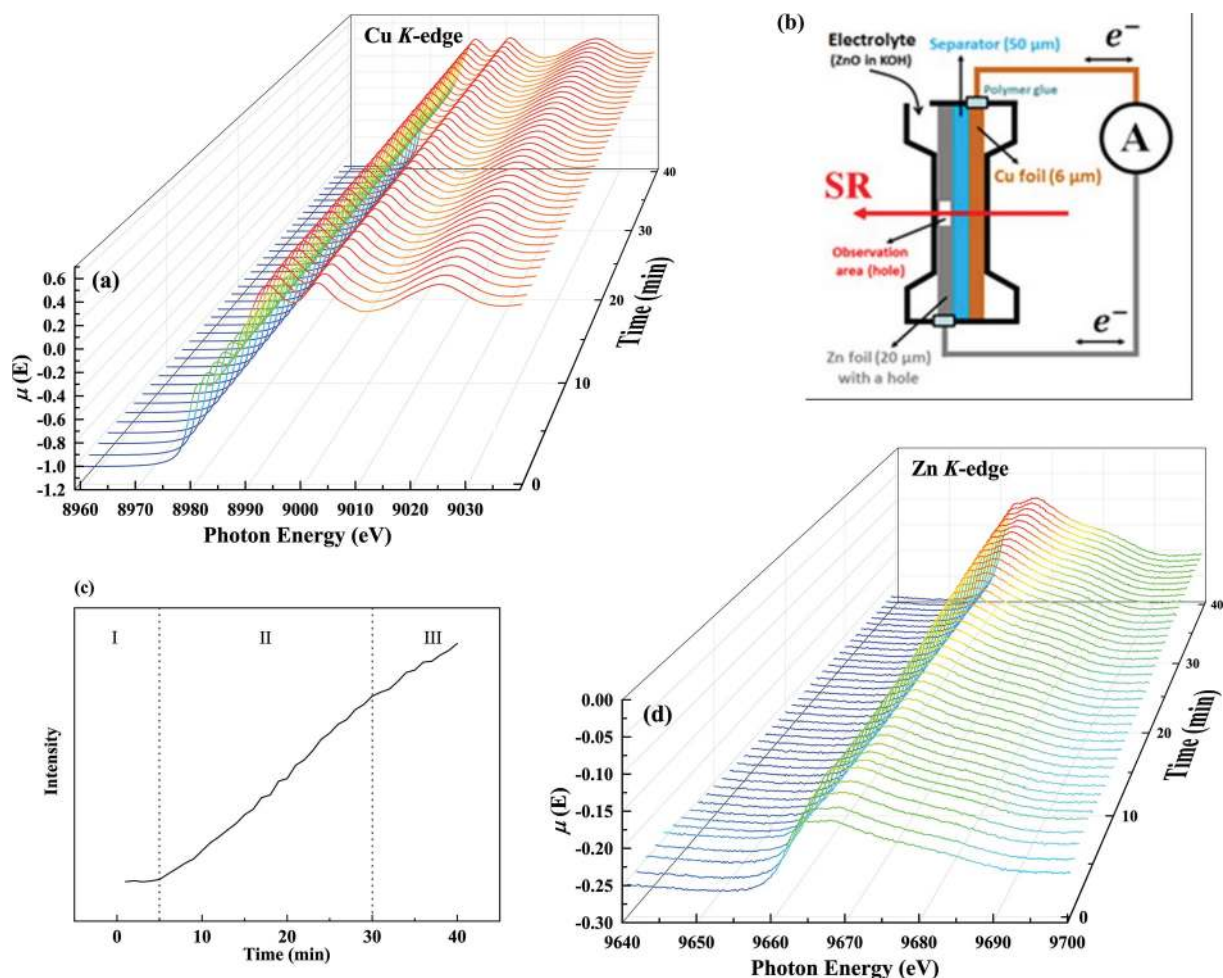 Cu K-edge
(a)
0.6
0.4
0.2
0.0
-0.2
-0.4
-0.6
-0.8
-1.0
-1.2
μ (E)
8960 8970 8980 8990 9000 9010 9020 9030
Photon Energy (eV)
0
10
20
30
40
Time (min)
(b)
Electrolyte
(ZnO in KOH)
Separator (50 μm)
e⁻
Polymer glue
A
Cu foil (6 μm)
SR
Observation
area (hole)
e⁻
Zn foil (20 μm)
with a hole
(c)
I II III
Intensity
0 10 20 30 40
Time (min)
Zn K-edge
(d)
0.00
-0.05
-0.10
-0.15
-0.20
-0.25
-0.30
μ (E)
9640 9650 9660 9670 9680 9690 9700
Photon Energy (eV)
0
10
20
30
40
Time (min)